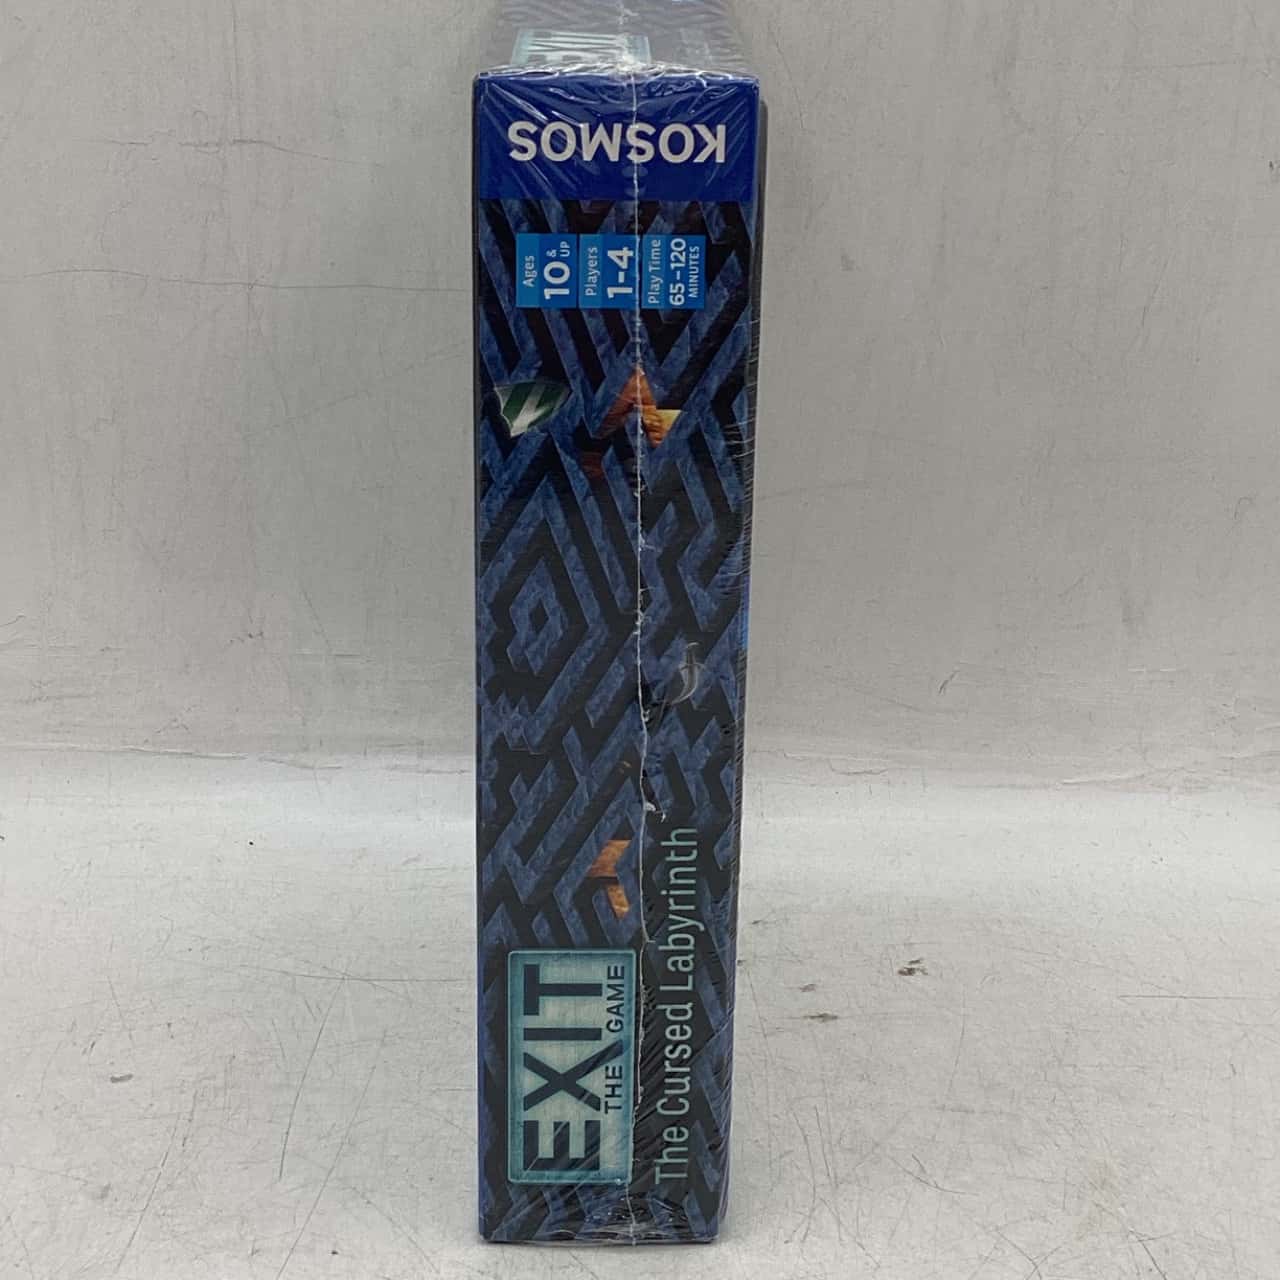 KOSMOS
Ages
10 & UP
Players
1-4
Play Time
65-120
MINUTES
EXIT
THE GAME
The Cursed Labyrinth